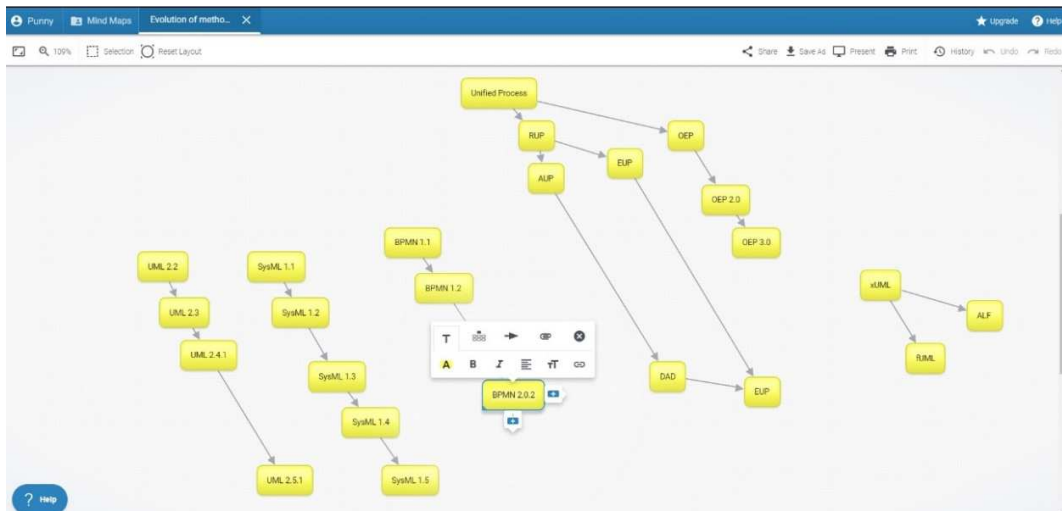 Punny
Mind Maps
Evolution of metho...
Upgrade
Help
109%
Selection
Reset Layout
Share
Save As
Present
Print
History
Undo
Redo
Unified Process
RUP
OEP
EUP
AUP
OEP 2.0
OEP 3.0
BPMN 1.1
UML 2.2
SysML 1.1
BPMN 1.2
xUML
UML 2.3
SysML 1.2
ALF
T
UML 2.4.1
fUML
A B I TT
SysML 1.3
DAD
EUP
BPMN 2.0.2
SysML 1.4
UML 2.5.1
SysML 1.5
? Help